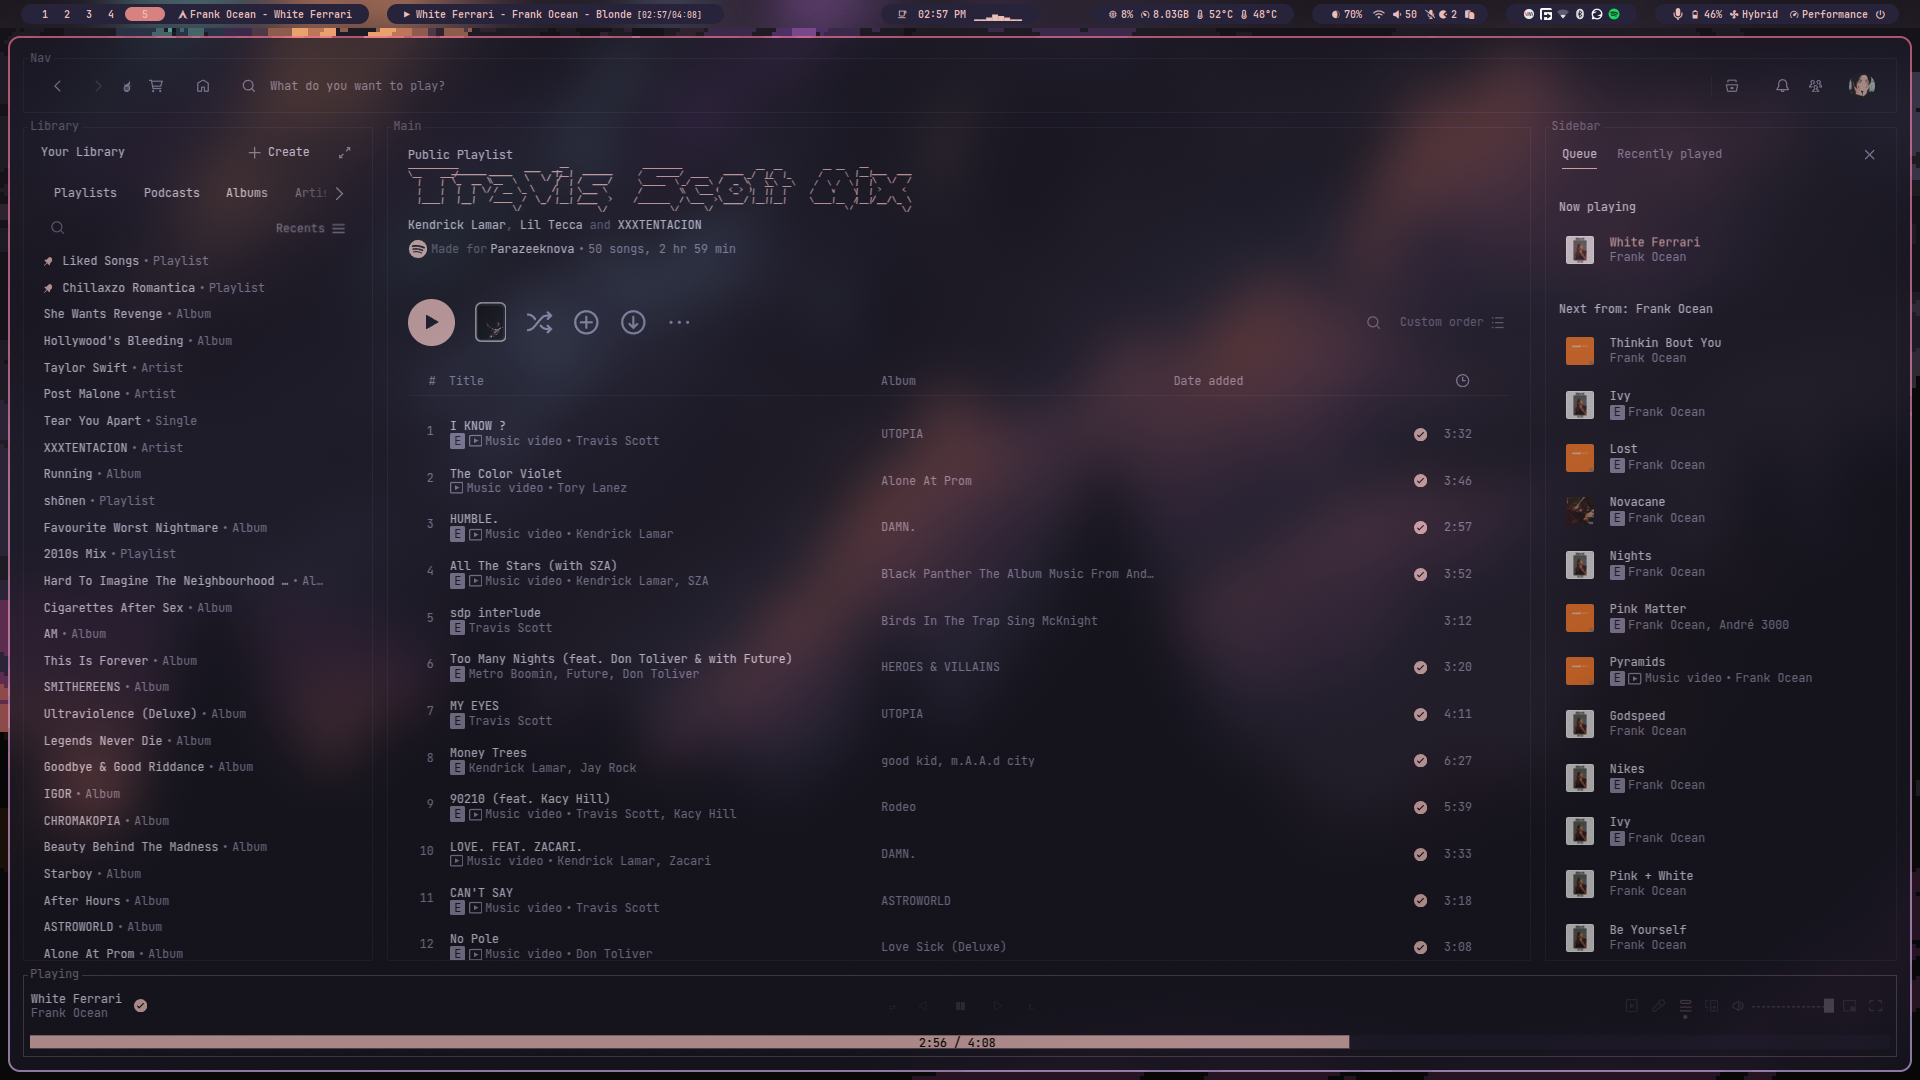 1 2 3 4 5 Frank Ocean - White Ferrari
White Ferrari - Frank Ocean - Blonde [02:57/04:08]
02:57 PM
8% 8.03GB 52°C 48°C
70% 50 2
46% Hybrid Performance
Nav
What do you want to play?
Library
Your Library
Create
Playlists Podcasts Albums Artis
Recents
Liked Songs • Playlist
Chillaxzo Romantica • Playlist
She Wants Revenge • Album
Hollywood's Bleeding • Album
Taylor Swift • Artist
Post Malone • Artist
Tear You Apart • Single
XXXTENTACION • Artist
Running • Album
shōnen • Playlist
Favourite Worst Nightmare • Album
2010s Mix • Playlist
Hard To Imagine The Neighbourhood … • Al…
Cigarettes After Sex • Album
AM • Album
This Is Forever • Album
SMITHEREENS • Album
Ultraviolence (Deluxe) • Album
Legends Never Die • Album
Goodbye & Good Riddance • Album
IGOR • Album
CHROMAKOPIA • Album
Beauty Behind The Madness • Album
Starboy • Album
After Hours • Album
ASTROWORLD • Album
Alone At Prom • Album
Main
Public Playlist
Kendrick Lamar, Lil Tecca and XXXTENTACION
Made for Parazeeknova • 50 songs, 2 hr 59 min
Custom order
# Title Album Date added
1 I KNOW ? UTOPIA 3:32
E Music video • Travis Scott
2 The Color Violet Alone At Prom 3:46
Music video • Tory Lanez
3 HUMBLE. DAMN. 2:57
E Music video • Kendrick Lamar
4 All The Stars (with SZA) Black Panther The Album Music From And… 3:52
E Music video • Kendrick Lamar, SZA
5 sdp interlude Birds In The Trap Sing McKnight 3:12
E Travis Scott
6 Too Many Nights (feat. Don Toliver & with Future) HEROES & VILLAINS 3:20
E Metro Boomin, Future, Don Toliver
7 MY EYES UTOPIA 4:11
E Travis Scott
8 Money Trees good kid, m.A.A.d city 6:27
E Kendrick Lamar, Jay Rock
9 90210 (feat. Kacy Hill) Rodeo 5:39
E Music video • Travis Scott, Kacy Hill
10 LOVE. FEAT. ZACARI. DAMN. 3:33
Music video • Kendrick Lamar, Zacari
11 CAN'T SAY ASTROWORLD 3:18
E Music video • Travis Scott
12 No Pole Love Sick (Deluxe) 3:08
E Music video • Don Toliver
Sidebar
Queue Recently played
Now playing
White Ferrari
Frank Ocean
Next from: Frank Ocean
Thinkin Bout You
Frank Ocean
Ivy
E Frank Ocean
Lost
E Frank Ocean
Novacane
E Frank Ocean
Nights
E Frank Ocean
Pink Matter
E Frank Ocean, André 3000
Pyramids
E Music video • Frank Ocean
Godspeed
Frank Ocean
Nikes
E Frank Ocean
Ivy
E Frank Ocean
Pink + White
Frank Ocean
Be Yourself
Frank Ocean
Playing
White Ferrari
Frank Ocean
2:56 / 4:08